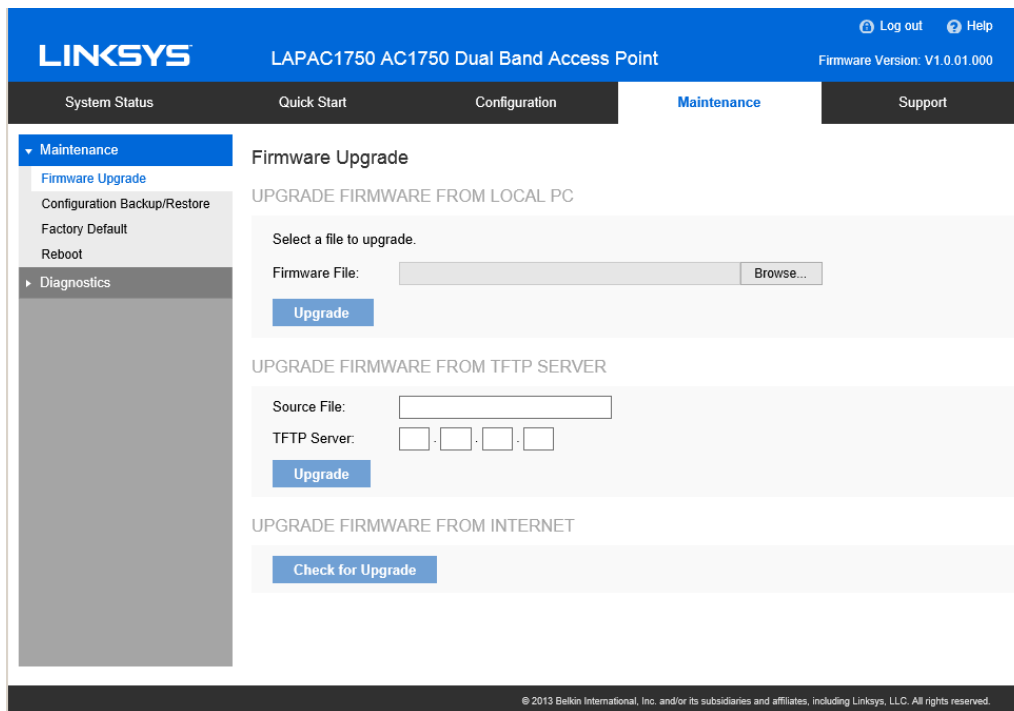 Log out Help
LINKSYS LAPAC1750 AC1750 Dual Band Access Point Firmware Version: V1.0.01.000
System Status Quick Start Configuration Maintenance Support
Maintenance
Firmware Upgrade
Configuration Backup/Restore
Factory Default
Reboot
Diagnostics
Firmware Upgrade
UPGRADE FIRMWARE FROM LOCAL PC
Select a file to upgrade.
Firmware File: Browse...
Upgrade
UPGRADE FIRMWARE FROM TFTP SERVER
Source File:
TFTP Server: . . .
Upgrade
UPGRADE FIRMWARE FROM INTERNET
Check for Upgrade
© 2013 Belkin International, Inc. and/or its subsidiaries and affiliates, including Linksys, LLC. All rights reserved.